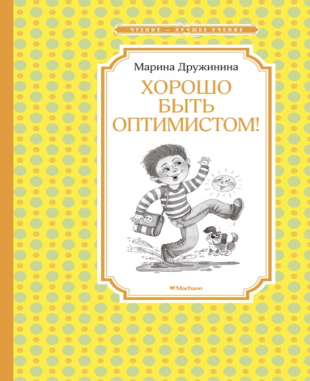 ЧТЕНИЕ – ЛУЧШЕЕ УЧЕНИЕ
Марина Дружинина
ХОРОШО
БЫТЬ
ОПТИМИСТОМ!
Machaon